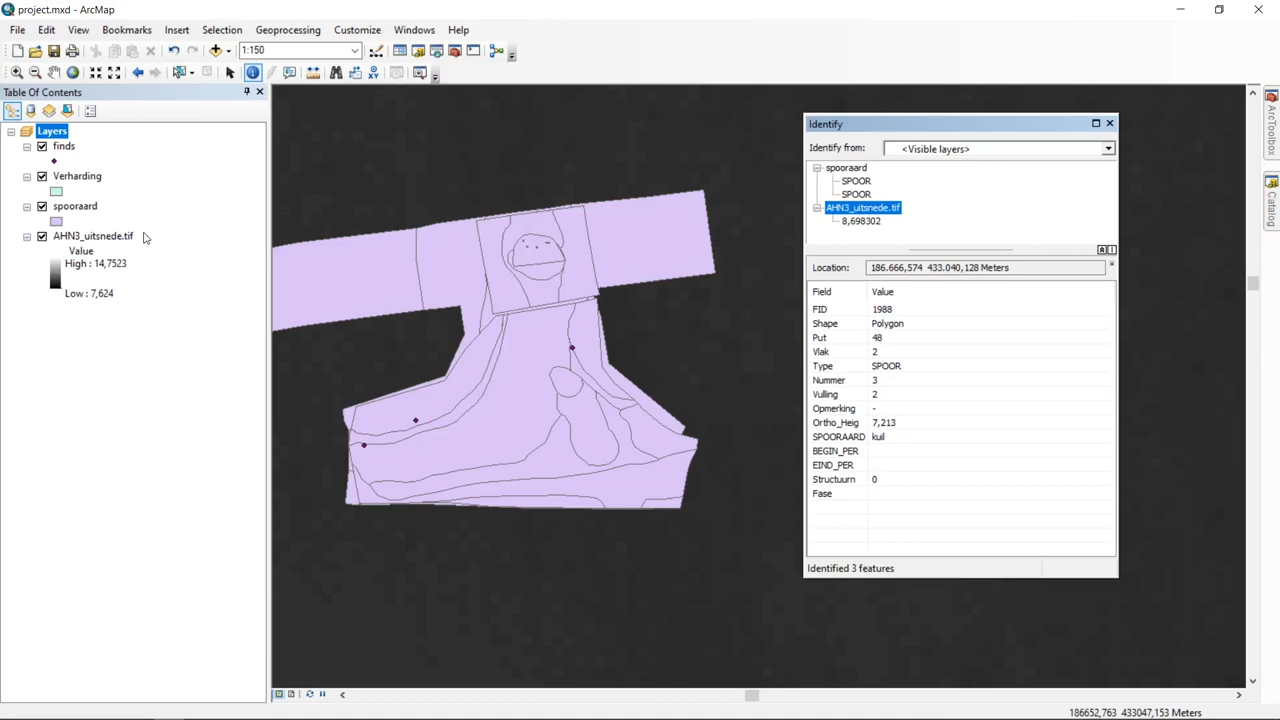 project.mxd - ArcMap
File Edit View Bookmarks Insert Selection Geoprocessing Customize Windows Help
1:150
Table Of Contents
Layers
finds
Verharding
spooraard
AHN3_uitsnede.tif
Value
High : 14,7523
Low : 7,624
Identify
Identify from: <Visible layers>
spooraard
SPOOR
SPOOR
AHN3_uitsnede.tif
8,698302
Location: 186.666,574 433.040,128 Meters
Field Value
FID 1988
Shape Polygon
Put 48
Vlak 2
Type SPOOR
Nummer 3
Vulling 2
Opmerking -
Ortho_Heig 7,213
SPOORAARD kuil
BEGIN_PER
EIND_PER
Structuurn 0
Fase
Identified 3 features
ArcToolbox
Catalog
186652,763 433047,153 Meters